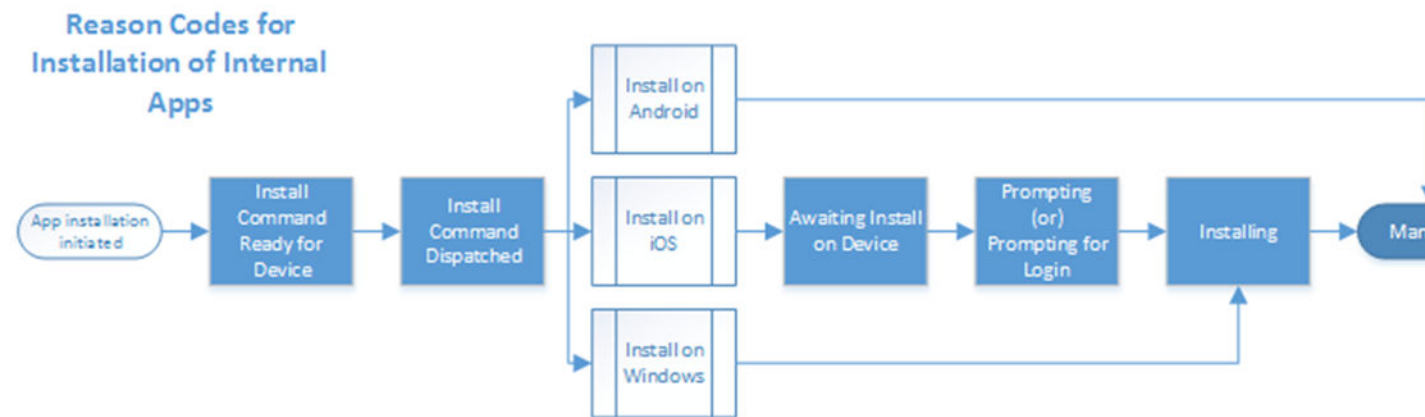 Reason Codes for
Installation of Internal
Apps
App installation
initiated
Install
Command
Ready for
Device
Install
Command
Dispatched
Install on
Android
Install on
iOS
Install on
Windows
Awaiting Install
on Device
Prompting
(or)
Prompting for
Login
Installing